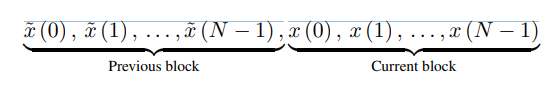 x̃ (0) , x̃ (1) , . . . , x̃ (N − 1) , x (0) , x (1) , . . . , x (N − 1)
Previous block Current block